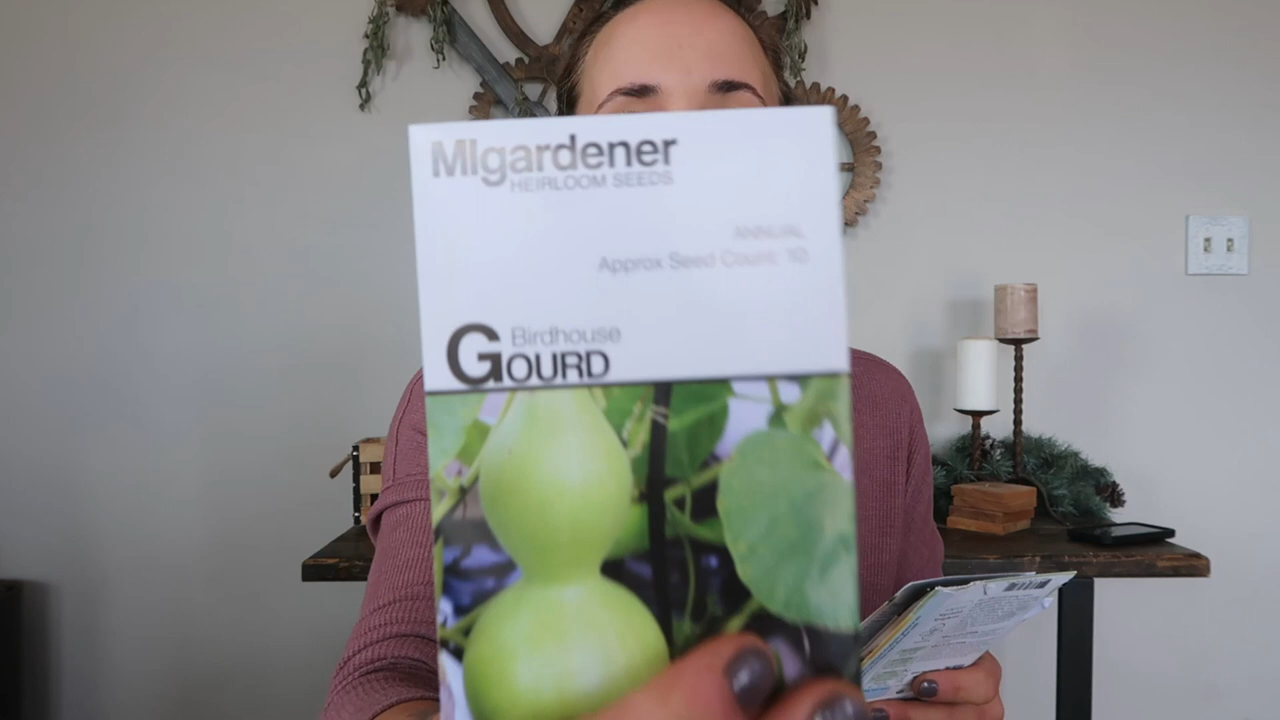 MIgardener
HEIRLOOM SEEDS
ANNUAL
Approx Seed Count: 10
Birdhouse
GOURD